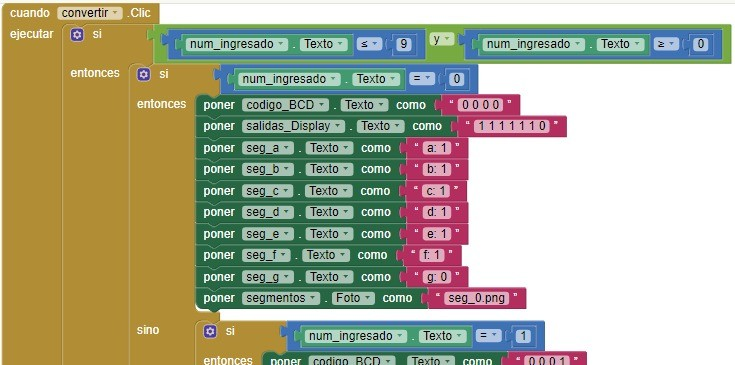 cuando convertir .Clic
ejecutar si num_ingresado . Texto ≤ 9 y num_ingresado . Texto ≥ 0
entonces si num_ingresado . Texto = 0
entonces poner codigo_BCD . Texto como " 0 0 0 0 "
poner salidas_Display . Texto como " 1 1 1 1 1 1 0 "
poner seg_a . Texto como " a: 1 "
poner seg_b . Texto como " b: 1 "
poner seg_c . Texto como " c: 1 "
poner seg_d . Texto como " d: 1 "
poner seg_e . Texto como " e: 1 "
poner seg_f . Texto como " f: 1 "
poner seg_g . Texto como " g: 0 "
poner segmentos . Foto como " seg_0.png "
sino si num_ingresado . Texto = 1
entonces poner codigo_BCD . Texto como " 0 0 0 1 "